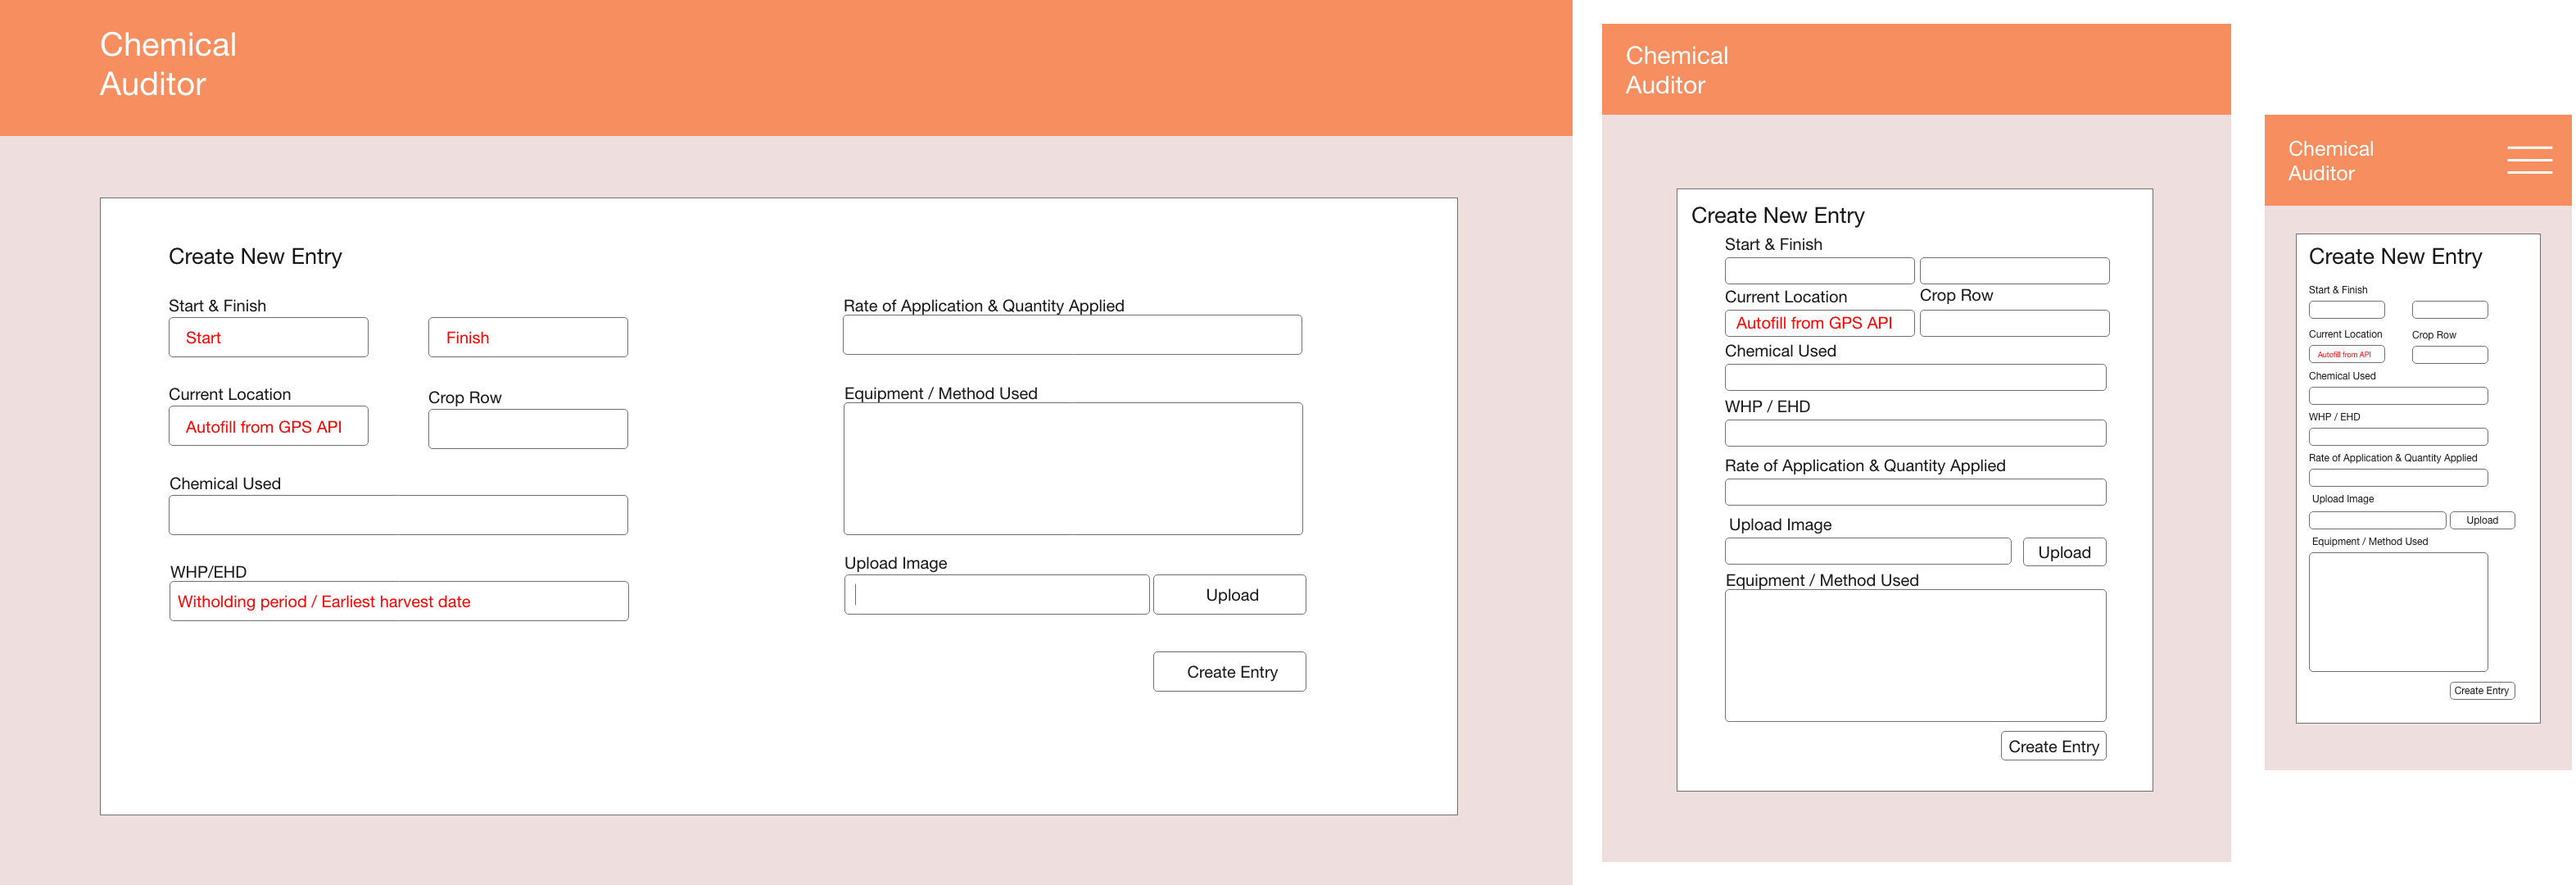 Chemical
Auditor
Create New Entry
Start & Finish
Start
Finish
Current Location
Crop Row
Autofill from GPS API
Chemical Used
WHP/EHD
Witholding period / Earliest harvest date
Rate of Application & Quantity Applied
Equipment / Method Used
Upload Image
Upload
Create Entry
Chemical
Auditor
Create New Entry
Start & Finish
Current Location
Crop Row
Autofill from GPS API
Chemical Used
WHP / EHD
Rate of Application & Quantity Applied
Upload Image
Upload
Equipment / Method Used
Create Entry
Chemical
Auditor
Create New Entry
Start & Finish
Current Location
Crop Row
Autofill from API
Chemical Used
WHP / EHD
Rate of Application & Quantity Applied
Upload Image
Upload
Equipment / Method Used
Create Entry